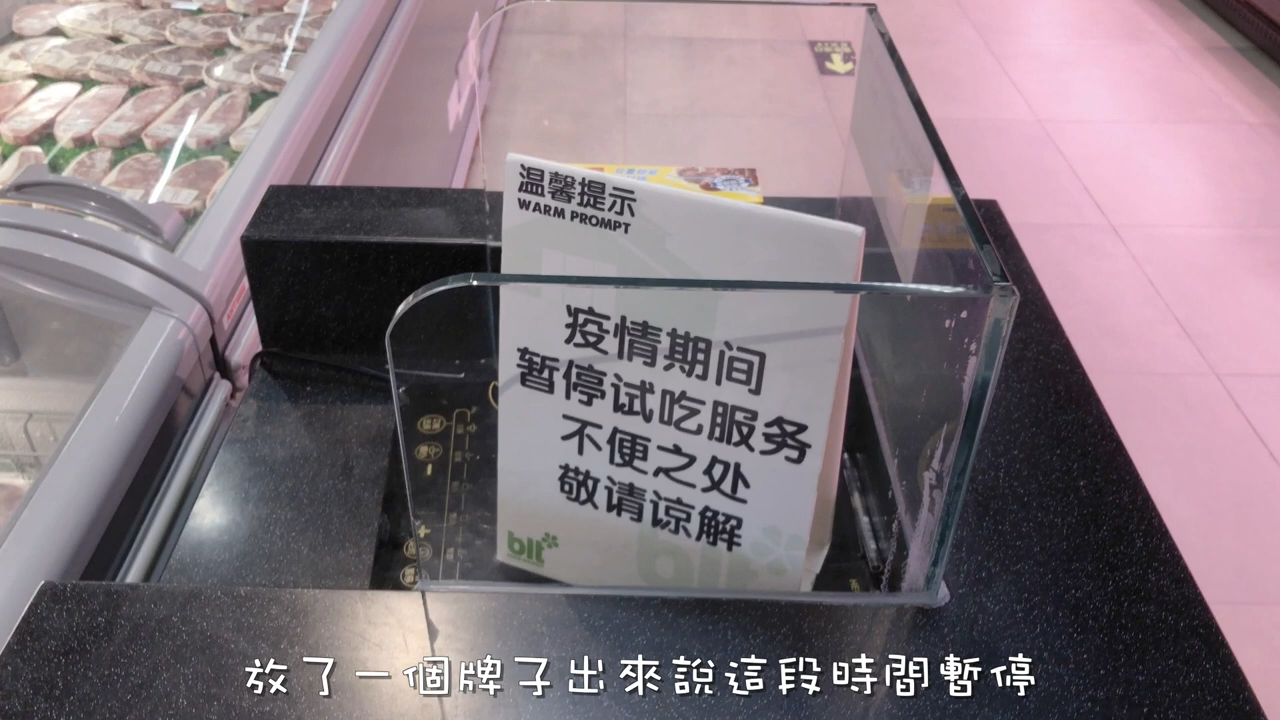 温馨提示
WARM PROMPT
疫情期间
暂停试吃服务
不便之处
敬请谅解
blt
放了一個牌子出來說這段時間暫停